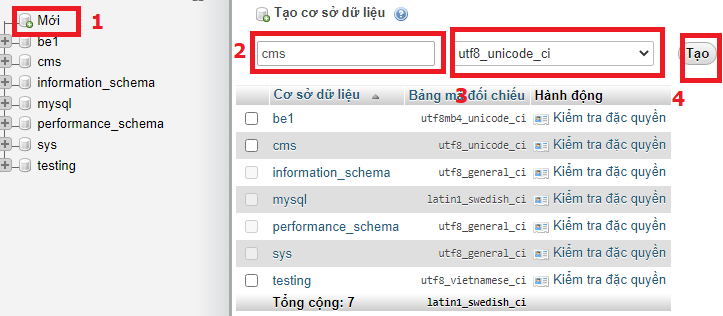 Mới 1
be1
cms
information_schema
mysql
performance_schema
sys
testing
Tạo cơ sở dữ liệu
2 cms utf8_unicode_ci Tạo
Cơ sở dữ liệu Bảng mã đối chiếu Hành động
3 4
be1 utf8mb4_unicode_ci Kiểm tra đặc quyền
cms utf8_unicode_ci Kiểm tra đặc quyền
information_schema utf8_general_ci Kiểm tra đặc quyền
mysql latin1_swedish_ci Kiểm tra đặc quyền
performance_schema utf8_general_ci Kiểm tra đặc quyền
sys utf8_general_ci Kiểm tra đặc quyền
testing utf8_vietnamese_ci Kiểm tra đặc quyền
Tổng cộng: 7 latin1_swedish_ci